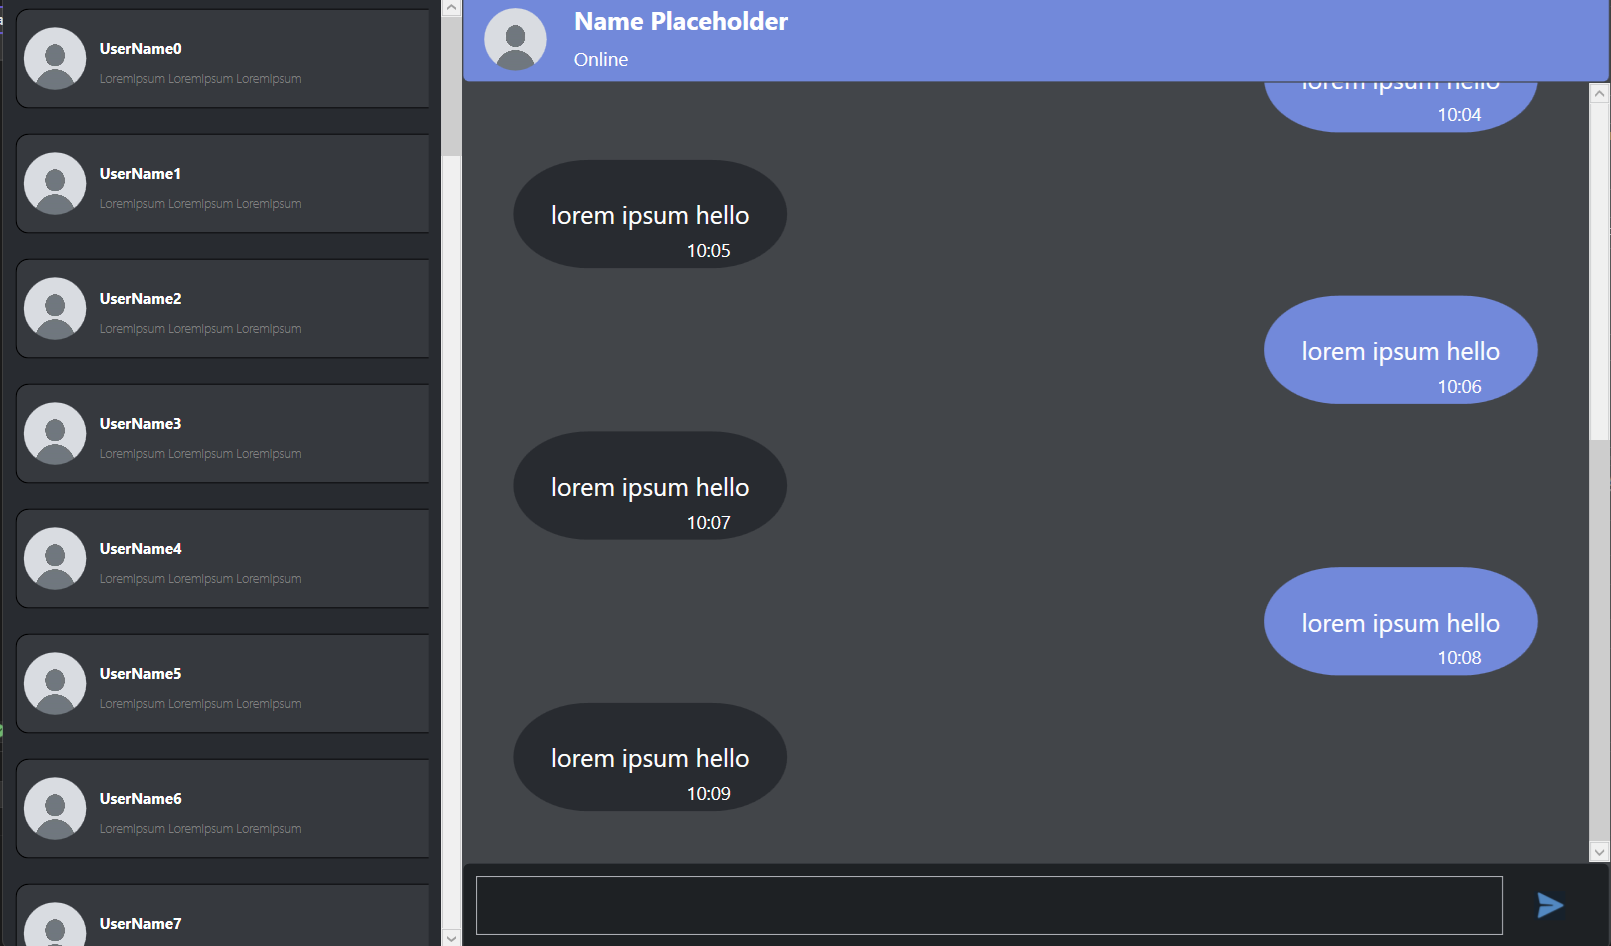 UserName0
LoremIpsum LoremIpsum LoremIpsum
UserName1
LoremIpsum LoremIpsum LoremIpsum
UserName2
LoremIpsum LoremIpsum LoremIpsum
UserName3
LoremIpsum LoremIpsum LoremIpsum
UserName4
LoremIpsum LoremIpsum LoremIpsum
UserName5
LoremIpsum LoremIpsum LoremIpsum
UserName6
LoremIpsum LoremIpsum LoremIpsum
UserName7
Name Placeholder
Online
lorem ipsum hello
10:04
lorem ipsum hello
10:05
lorem ipsum hello
10:06
lorem ipsum hello
10:07
lorem ipsum hello
10:08
lorem ipsum hello
10:09